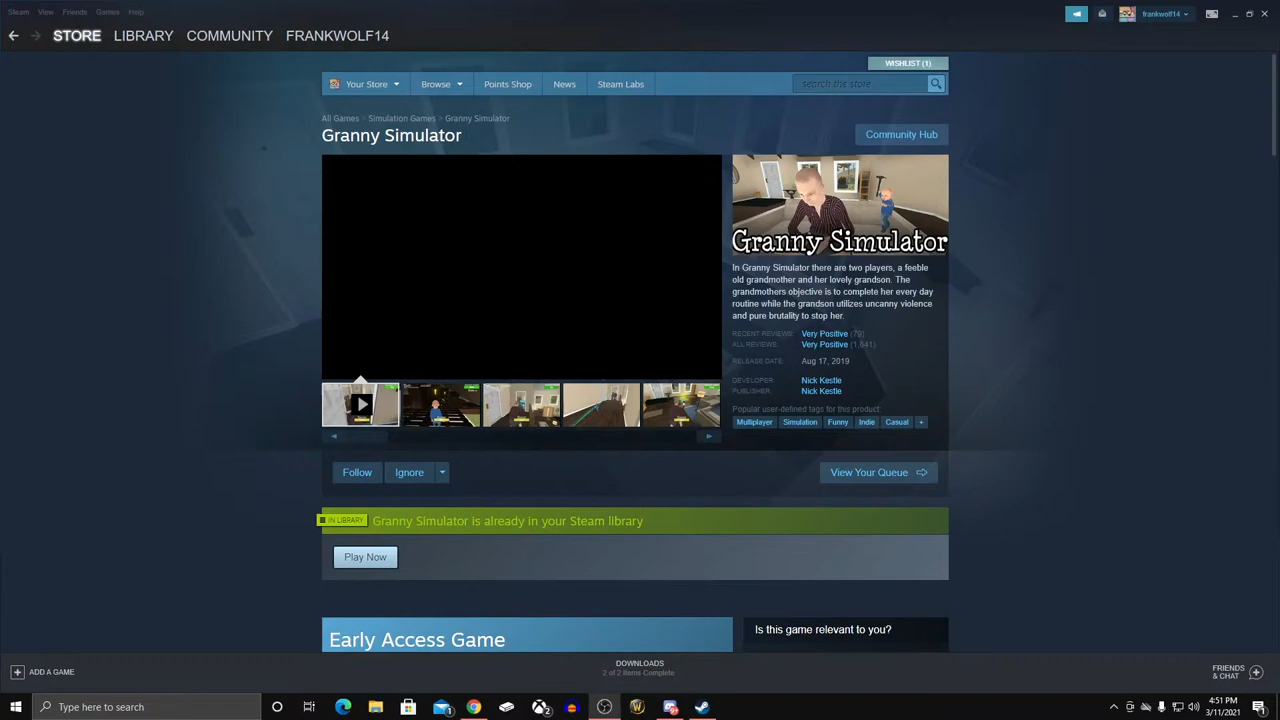 Steam View Friends Games Help
frankwolf14
STORE LIBRARY COMMUNITY FRANKWOLF14
WISHLIST (1)
Your Store Browse Points Shop News Steam Labs
search the store
All Games > Simulation Games > Granny Simulator
Granny Simulator
Community Hub
Granny Simulator
In Granny Simulator there are two players, a feeble
old grandmother and her lovely grandson. The
grandmothers objective is to complete her every day
routine while the grandson utilizes uncanny violence
and pure brutality to stop her.
RECENT REVIEWS: Very Positive (79)
ALL REVIEWS: Very Positive (1,641)
RELEASE DATE: Aug 17, 2019
DEVELOPER: Nick Kestle
PUBLISHER: Nick Kestle
Popular user-defined tags for this product:
Multiplayer Simulation Funny Indie Casual +
Follow Ignore
View Your Queue
IN LIBRARY Granny Simulator is already in your Steam library
Play Now
Early Access Game
Is this game relevant to you?
ADD A GAME
DOWNLOADS
2 of 2 Items Complete
FRIENDS
& CHAT
Type here to search
4:51 PM
3/11/2021